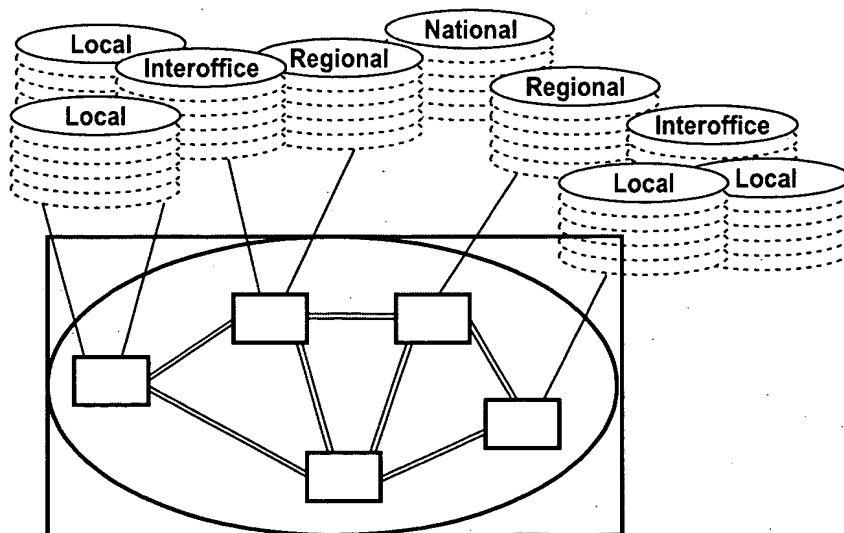 National
Local
Interoffice
Regional
Regional
Local
Interoffice
Local
Local